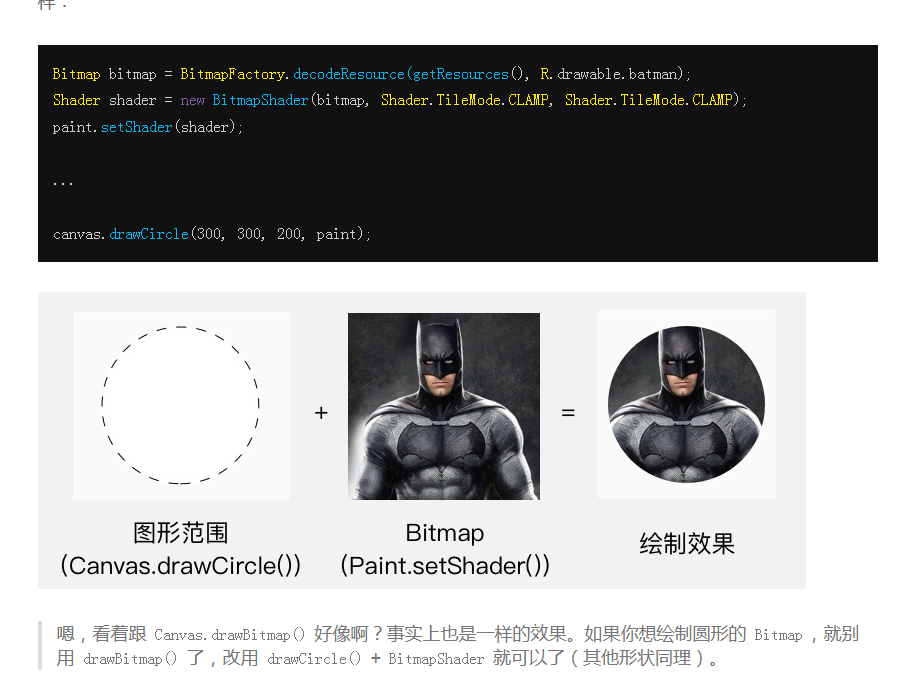 样：
Bitmap bitmap = BitmapFactory.decodeResource(getResources(), R.drawable.batman);
Shader shader = new BitmapShader(bitmap, Shader.TileMode.CLAMP, Shader.TileMode.CLAMP);
paint.setShader(shader);
...
canvas.drawCircle(300, 300, 200, paint);
+
=
图形范围
(Canvas.drawCircle())
Bitmap
(Paint.setShader())
绘制效果
嗯，看着跟 Canvas.drawBitmap() 好像啊？事实上也是一样的效果。如果你想绘制圆形的 Bitmap ，就别
用 drawBitmap() 了，改用 drawCircle() + BitmapShader 就可以了（其他形状同理）。